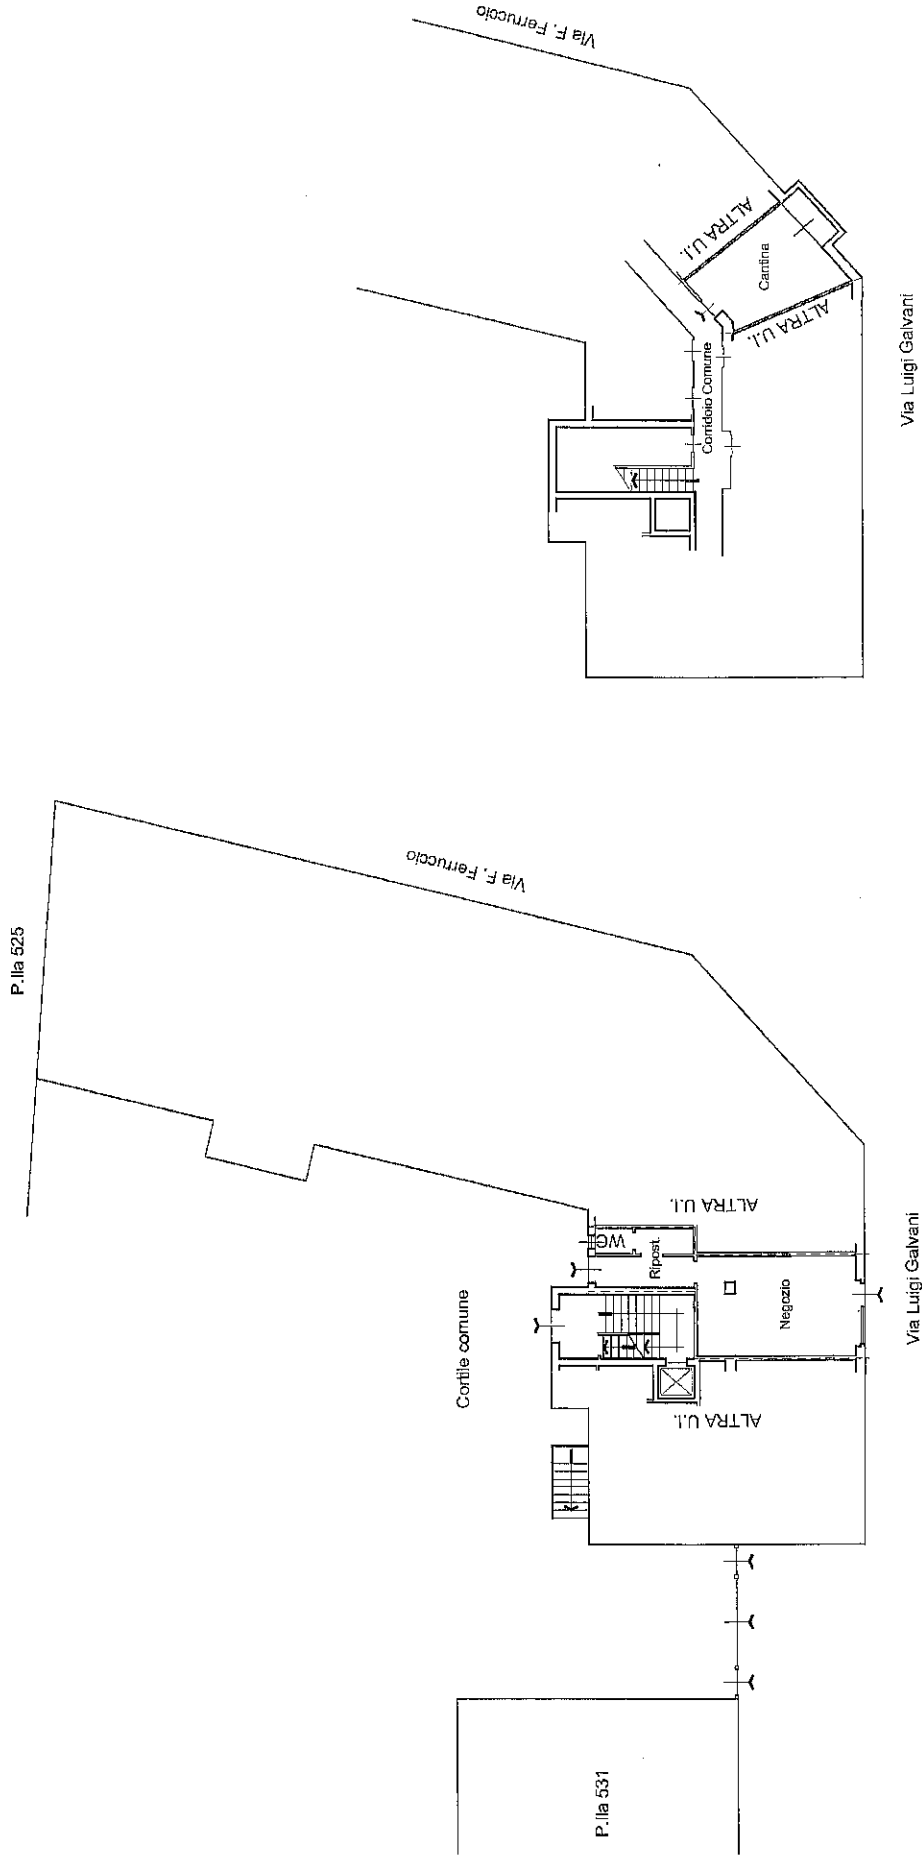 Via F. Ferruccio
ALTRA U.I.
Cantina
ALTRA U.I.
Corridoio Comune
Via Luigi Galvani
P.lla 525
Via F. Ferruccio
Cortile comune
WC
Ripost.
ALTRA U.I.
Negozio
ALTRA U.I.
Via Luigi Galvani
P.lla 531